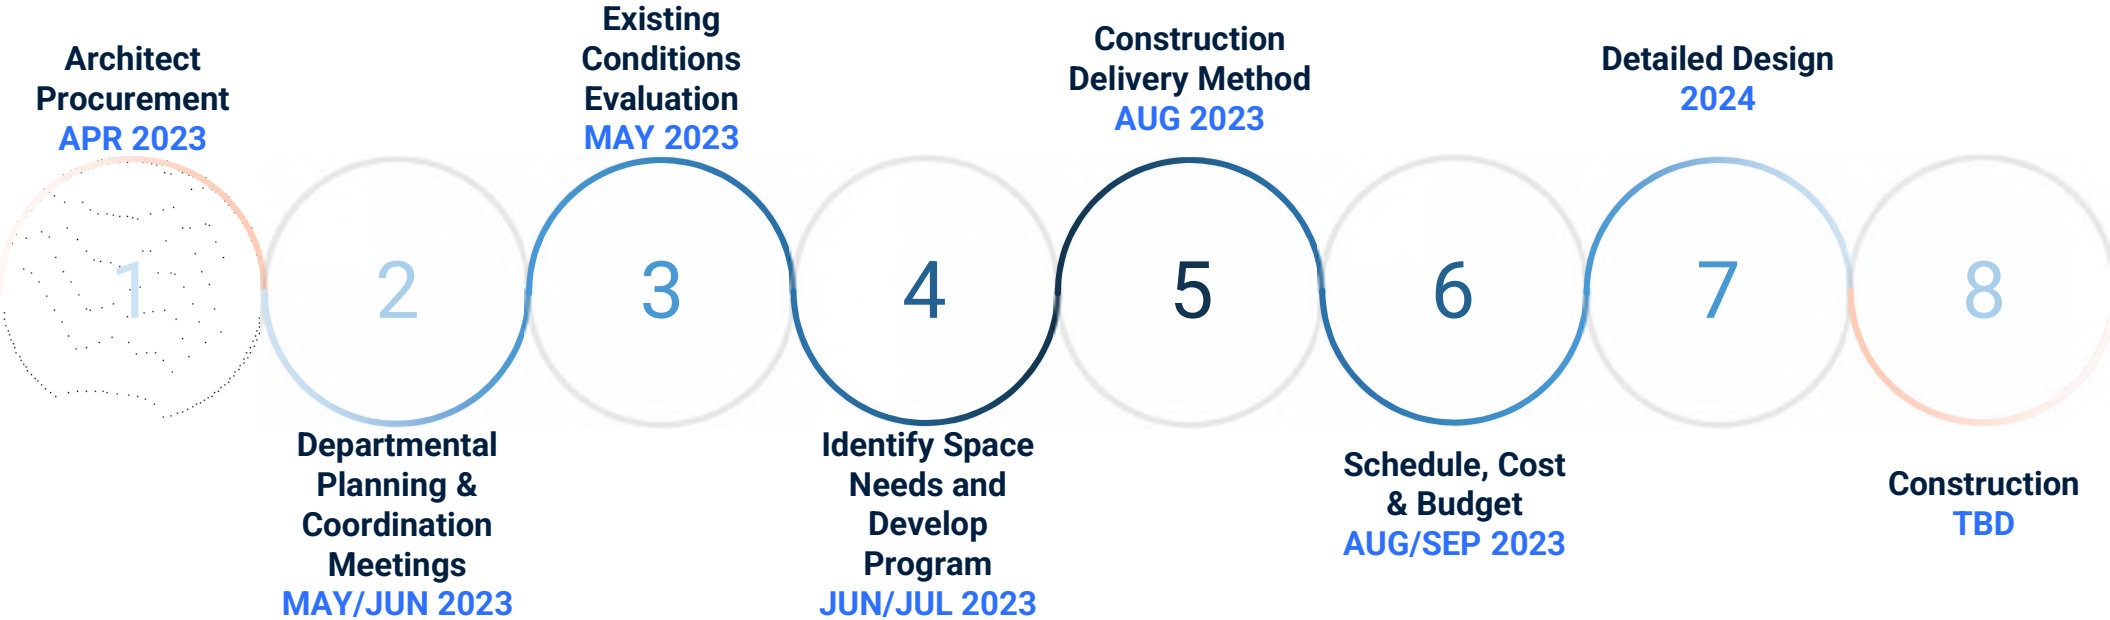 Architect
Procurement
APR 2023
1
2
Departmental
Planning &
Coordination
Meetings
MAY/JUN 2023
Existing
Conditions
Evaluation
MAY 2023
3
4
Identify Space
Needs and
Develop
Program
JUN/JUL 2023
Construction
Delivery Method
AUG 2023
5
6
Schedule, Cost
& Budget
AUG/SEP 2023
Detailed Design
2024
7
8
Construction
TBD